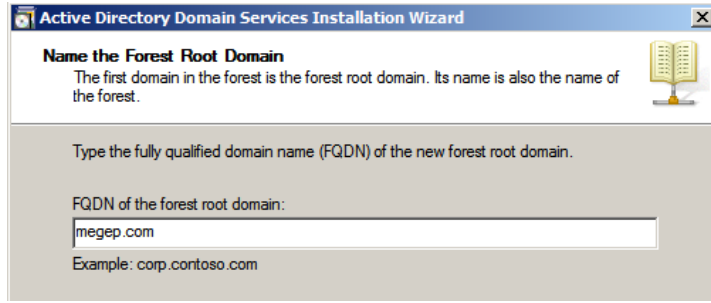 Active Directory Domain Services Installation Wizard
Name the Forest Root Domain
The first domain in the forest is the forest root domain. Its name is also the name of
the forest.
Type the fully qualified domain name (FQDN) of the new forest root domain.
FQDN of the forest root domain:
megep.com
Example: corp.contoso.com